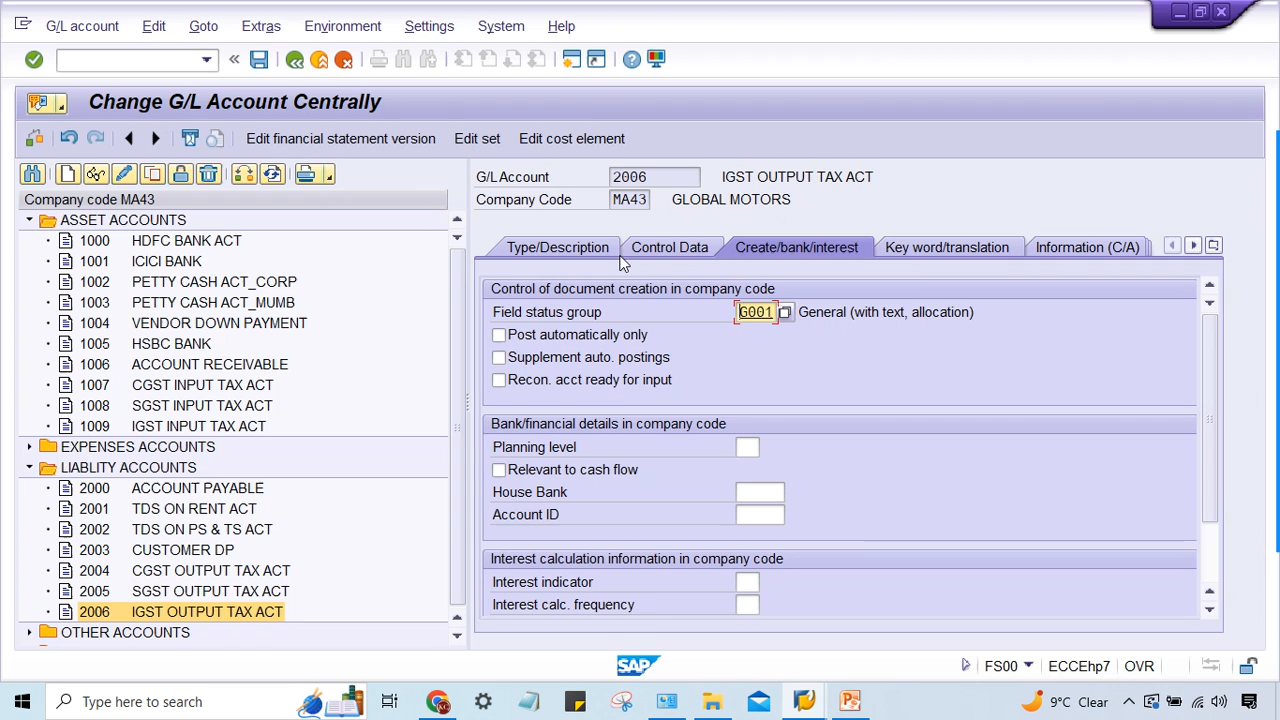 G/L account Edit Goto Extras Environment Settings System Help
Change G/L Account Centrally
Edit financial statement version Edit set Edit cost element
Company code MA43
ASSET ACCOUNTS
1000 HDFC BANK ACT
1001 ICICI BANK
1002 PETTY CASH ACT_CORP
1003 PETTY CASH ACT_MUMB
1004 VENDOR DOWN PAYMENT
1005 HSBC BANK
1006 ACCOUNT RECEIVABLE
1007 CGST INPUT TAX ACT
1008 SGST INPUT TAX ACT
1009 IGST INPUT TAX ACT
EXPENSES ACCOUNTS
LIABLITY ACCOUNTS
2000 ACCOUNT PAYABLE
2001 TDS ON RENT ACT
2002 TDS ON PS & TS ACT
2003 CUSTOMER DP
2004 CGST OUTPUT TAX ACT
2005 SGST OUTPUT TAX ACT
2006 IGST OUTPUT TAX ACT
OTHER ACCOUNTS
G/L Account 2006 IGST OUTPUT TAX ACT
Company Code MA43 GLOBAL MOTORS
Type/Description Control Data Create/bank/interest Key word/translation Information (C/A)
Control of document creation in company code
Field status group G001 General (with text, allocation)
Post automatically only
Supplement auto. postings
Recon. acct ready for input
Bank/financial details in company code
Planning level
Relevant to cash flow
House Bank
Account ID
Interest calculation information in company code
Interest indicator
Interest calc. frequency
SAP FS00 ECCEhp7 OVR
Type here to search 9°C Clear